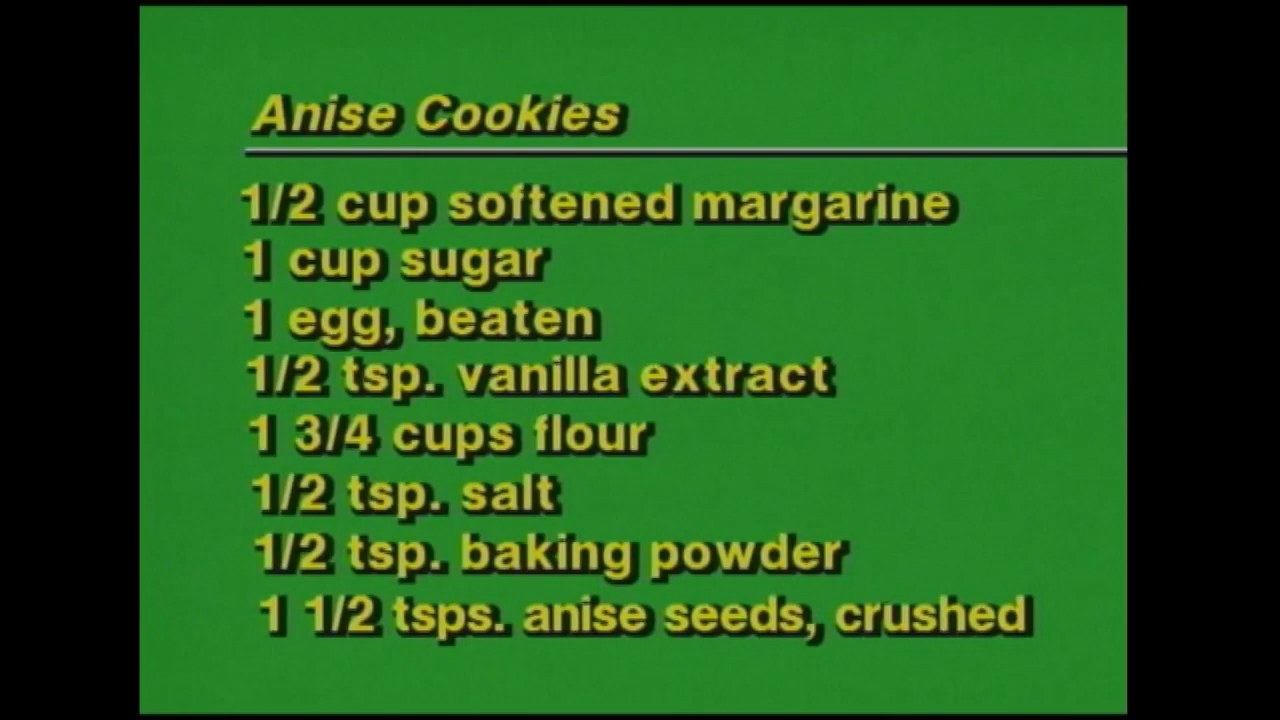 Anise Cookies
1/2 cup softened margarine
1 cup sugar
1 egg, beaten
1/2 tsp. vanilla extract
1 3/4 cups flour
1/2 tsp. salt
1/2 tsp. baking powder
1 1/2 tsps. anise seeds, crushed